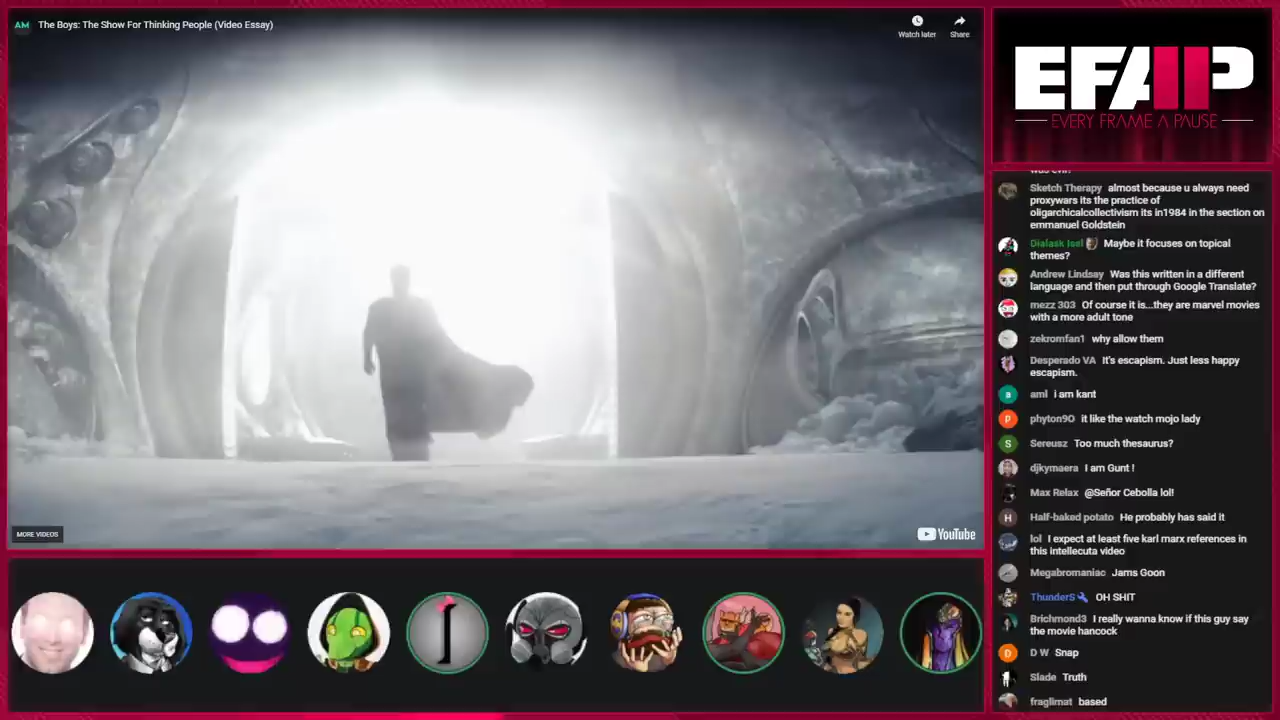 AM The Boys: The Show For Thinking People (Video Essay)
Watch later
Share
MORE VIDEOS
YouTube
EFAP
EVERY FRAME A PAUSE
was evil?
Sketch Therapy almost because u always need
proxywars its the practice of
oligarchicalcollectivism its in1984 in the section on
emmanuel Goldstein
Dialask Isel Maybe it focuses on topical
themes?
Andrew Lindsay Was this written in a different
language and then put through Google Translate?
mezz 303 Of course it is...they are marvel movies
with a more adult tone
zekromfan1 why allow them
Desperado VA It's escapism. Just less happy
escapism.
a aml i am kant
p phyton90 it like the watch mojo lady
S Sereusz Too much thesaurus?
djkymaera I am Gunt !
Max Relax @Señor Cebolla lol!
H Half-baked potato He probably has said it
lol I expect at least five karl marx references in
this intellecuta video
Megabromaniac Jams Goon
ThunderS OH SHIT
Brichmond3 I really wanna know if this guy say
the movie hancock
D D W Snap
Slade Truth
fraglimat based